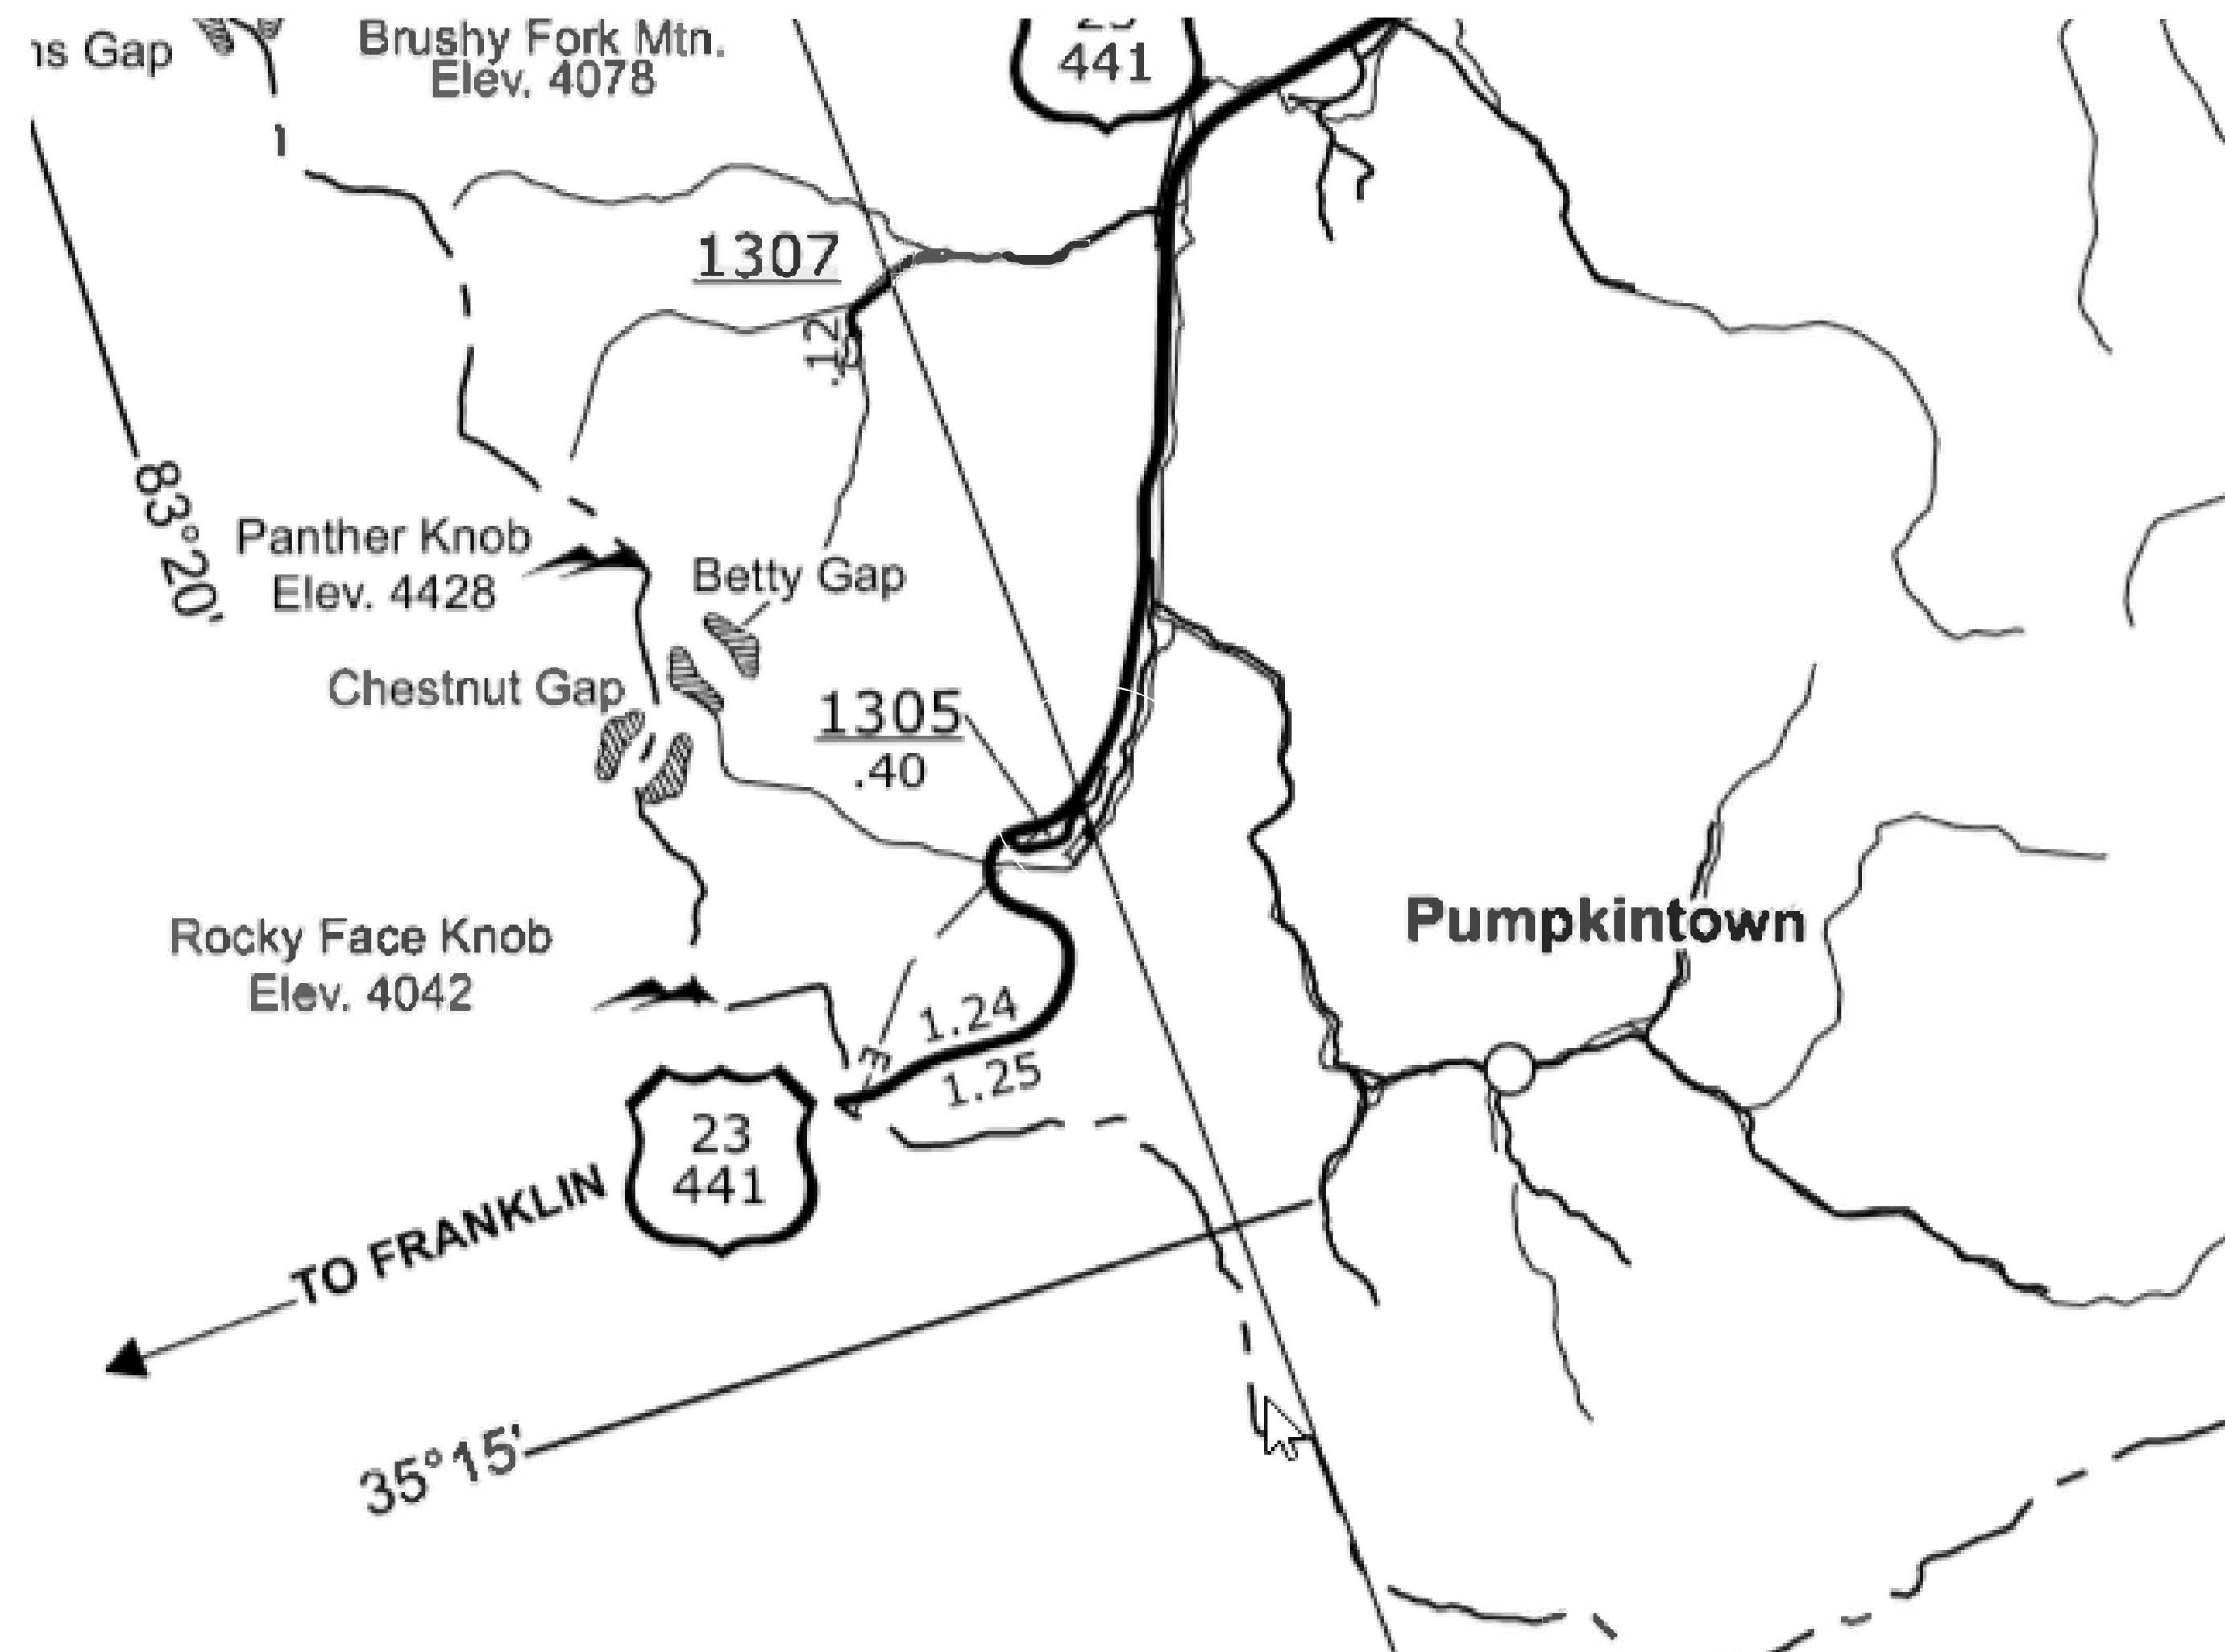 Gap
Brushy Fork Mtn.
Elev. 4078
441
1307
.12
83°20'
Panther Knob
Elev. 4428
Betty Gap
Chestnut Gap
1305
.40
Pumpkintown
Rocky Face Knob
Elev. 4042
1.24
1.25
23
441
TO FRANKLIN
35°15'